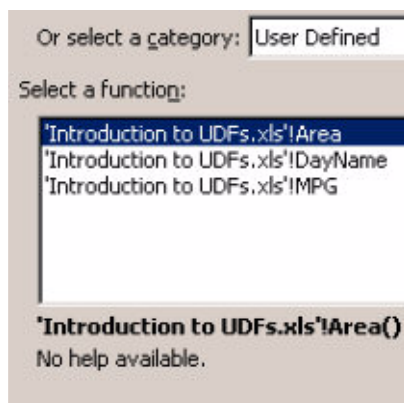 Or select a category: User Defined
Select a function:
'Introduction to UDFs.xls'!Area
'Introduction to UDFs.xls'!DayName
'Introduction to UDFs.xls'!MPG
'Introduction to UDFs.xls'!Area()
No help available.